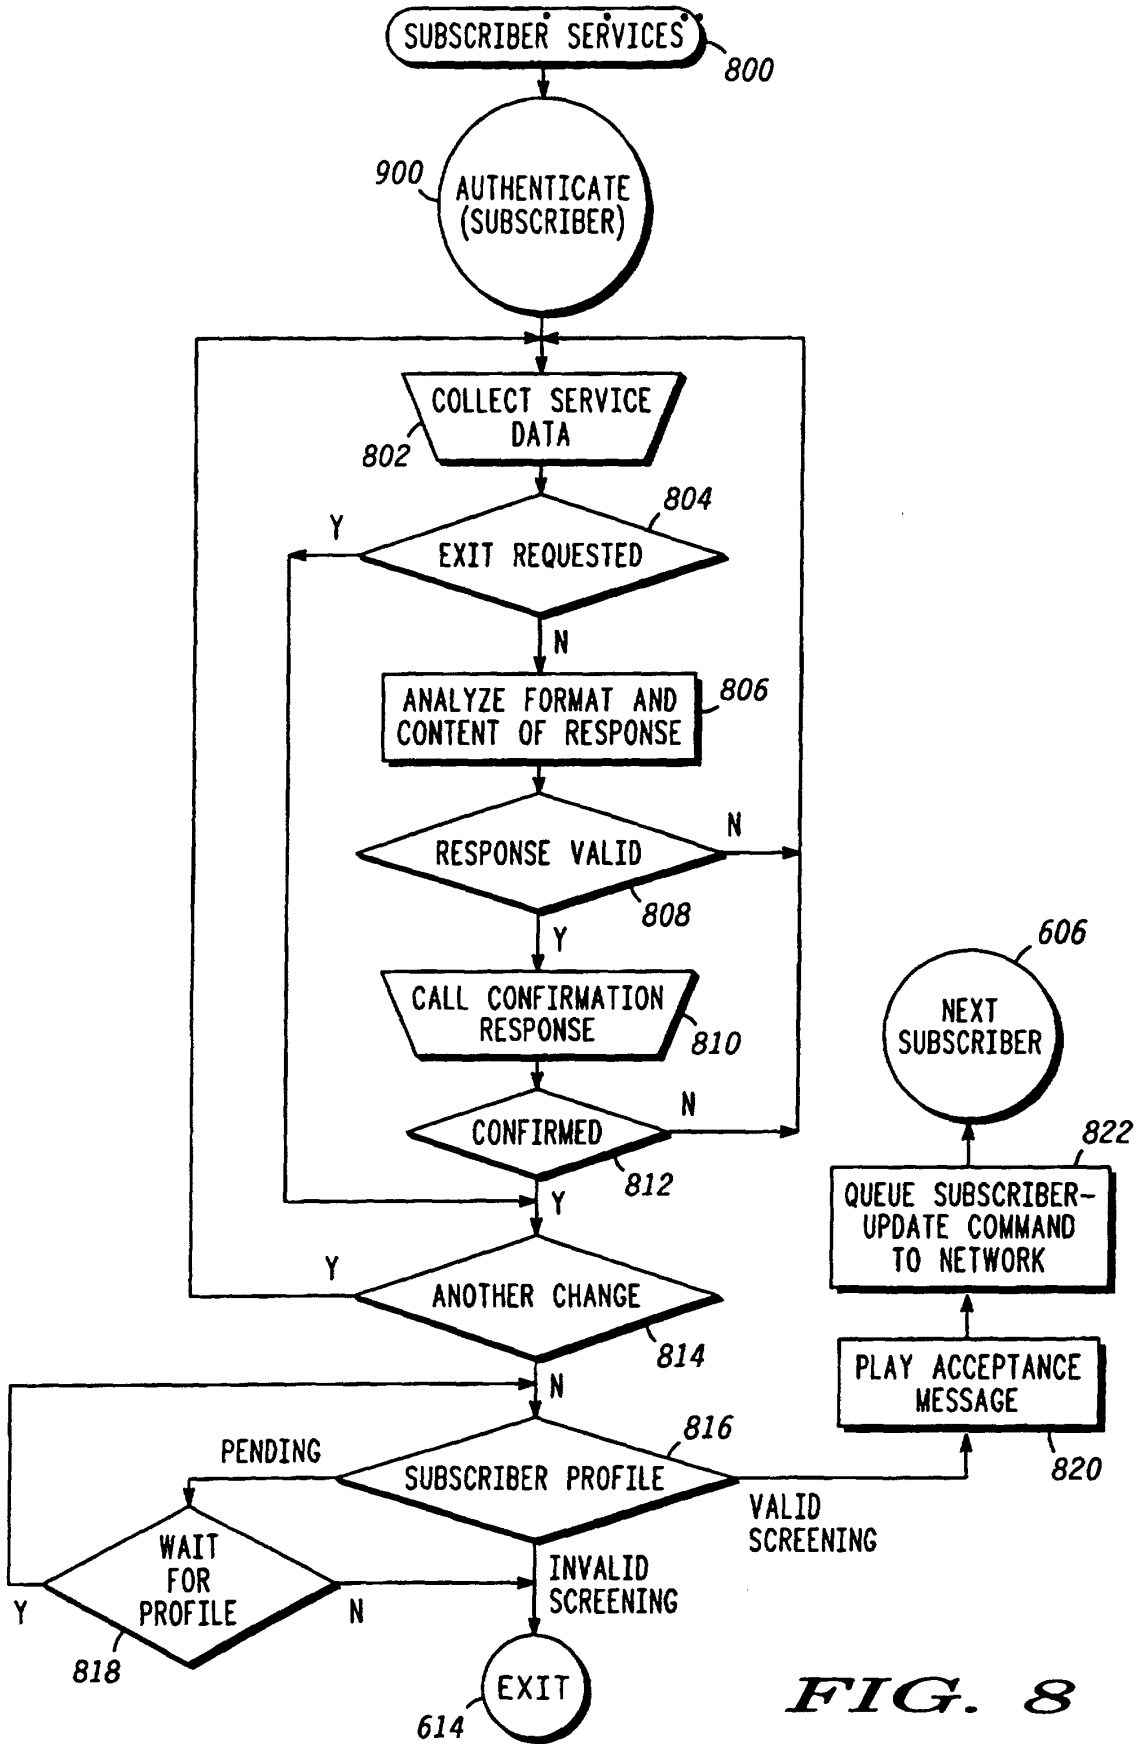 SUBSCRIBER SERVICES
800
900
AUTHENTICATE
(SUBSCRIBER)
COLLECT SERVICE
DATA
802
804
Y
EXIT REQUESTED
N
ANALYZE FORMAT AND
CONTENT OF RESPONSE
806
N
RESPONSE VALID
808
Y
CALL CONFIRMATION
RESPONSE
810
N
CONFIRMED
812
Y
Y
ANOTHER CHANGE
814
N
816
PENDING
SUBSCRIBER PROFILE
VALID
SCREENING
WAIT
FOR
PROFILE
Y
N
818
INVALID
SCREENING
EXIT
614
820
PLAY ACCEPTANCE
MESSAGE
822
QUEUE SUBSCRIBER-
UPDATE COMMAND
TO NETWORK
606
NEXT
SUBSCRIBER
FIG. 8